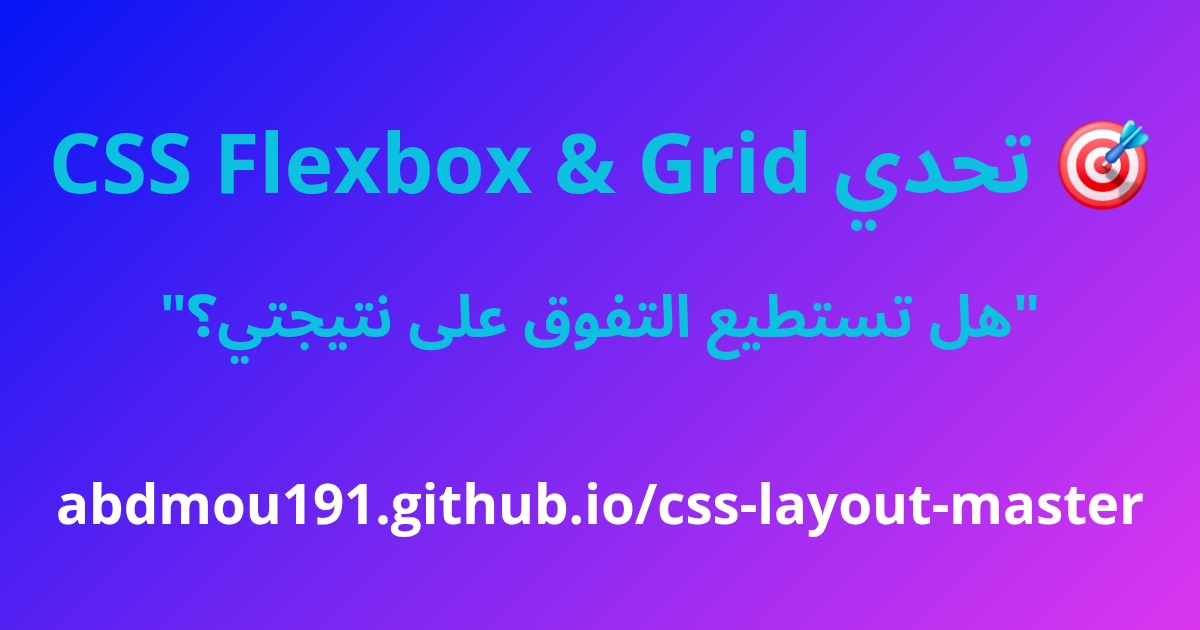 🎯 تحدي CSS Flexbox & Grid
"هل تستطيع التفوق على نتيجتي؟"
abdmou191.github.io/css-layout-master